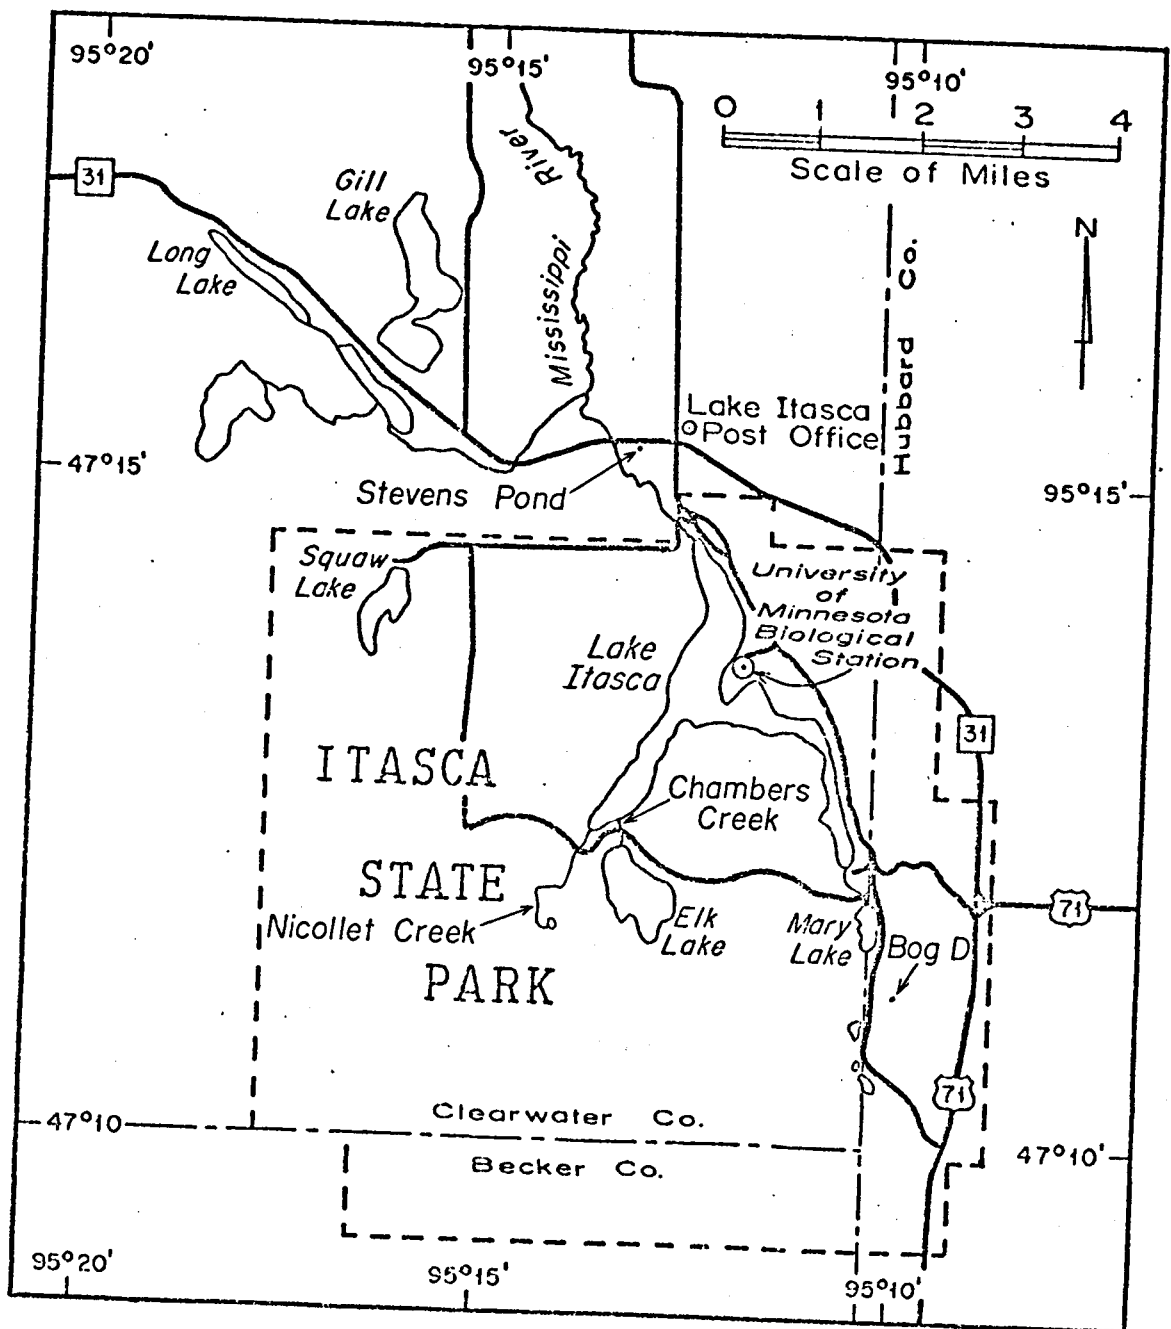 95°20'
95°15'
95°10'
0 1 2 3 4
Scale of Miles
31
Gill
Lake
River
Mississippi
N
Long
Lake
Hubbard Co.
Lake Itasca
Post Office
47°15'
95°15'
Stevens Pond
Squaw
Lake
University
of
Minnesota
Biological
Station
Lake
Itasca
31
ITASCA
Chambers
Creek
STATE
71
Nicollet Creek
Elk
Lake
Mary
Lake
Bog D
PARK
71
47°10
Clearwater Co.
47°10'
Becker Co.
95°20'
95°15'
95°10'